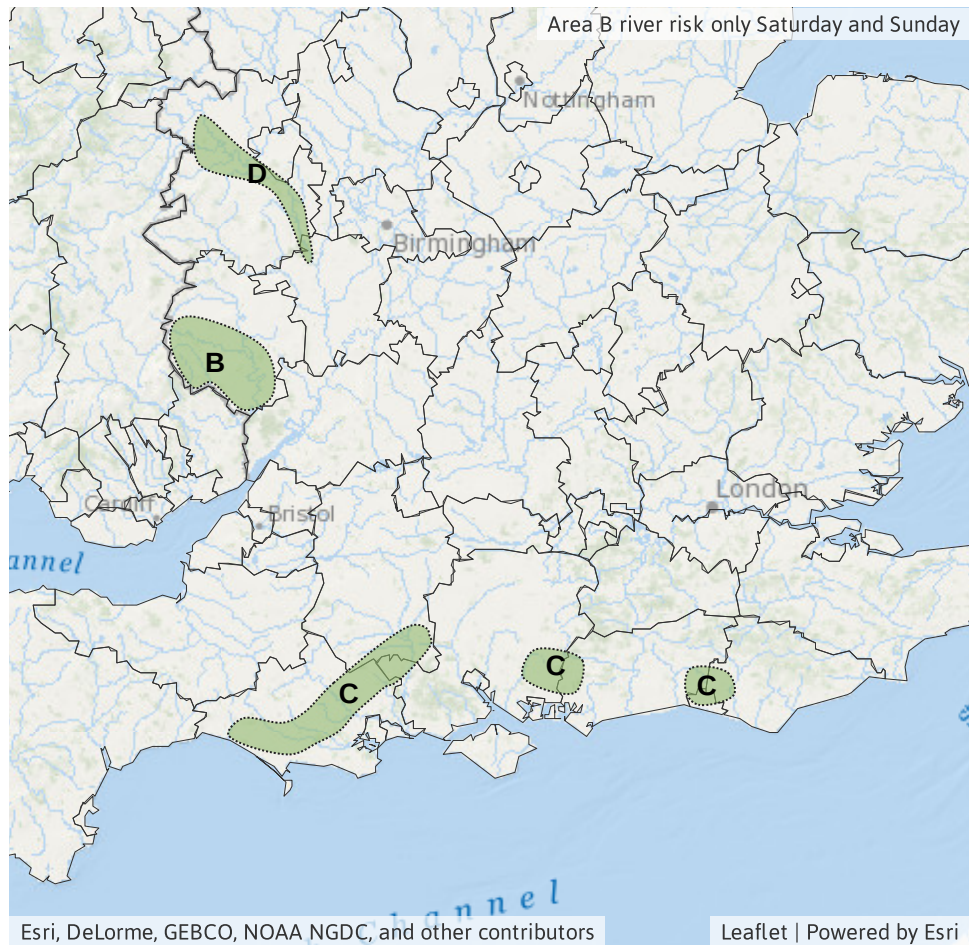 Area B river risk only Saturday and Sunday
Nottingham
D
Birmingham
B
London
Cardiff
Bristol
annel
C
C
C
Channel
Esri, DeLorme, GEBCO, NOAA NGDC, and other contributors
Leaflet | Powered by Esri